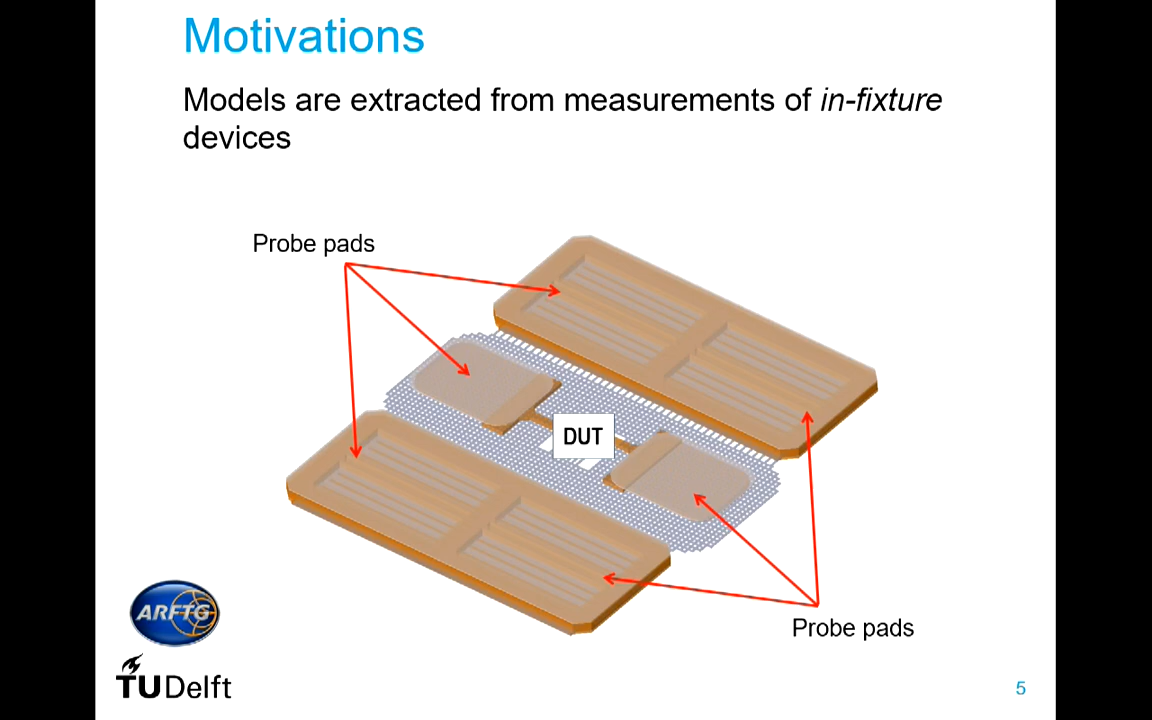 Motivations
Models are extracted from measurements of in-fixture
devices
Probe pads
DUT
Probe pads
ARFTG
TUDelft
5